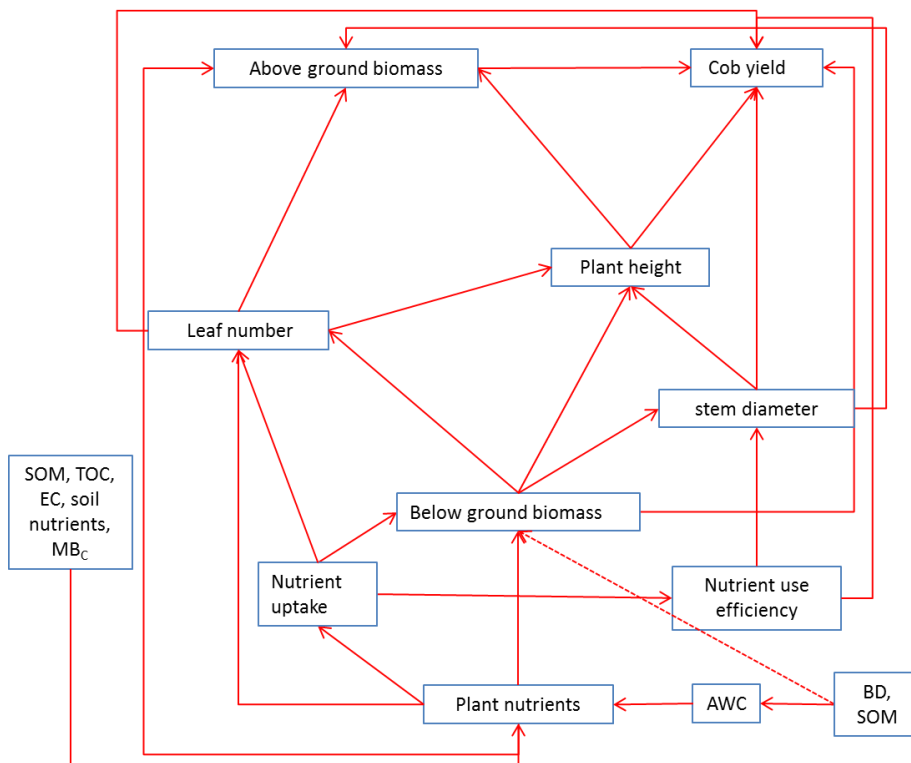 Above ground biomass
Cob yield
Plant height
Leaf number
stem diameter
SOM, TOC,
EC, soil
nutrients,
MBC
Below ground biomass
Nutrient
uptake
Nutrient use
efficiency
Plant nutrients
AWC
BD,
SOM